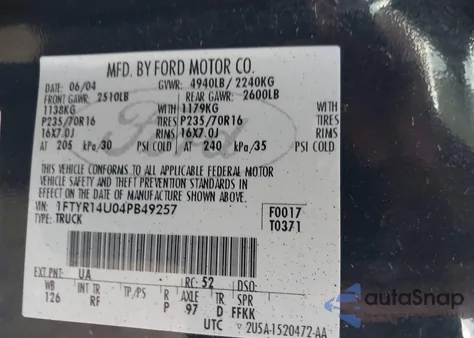 MFD. BY FORD MOTOR CO.
DATE: 06/04 GVWR: 4940LB/ 2240KG
FRONT GAWR: 2510LB REAR GAWR: 2600LB
1138KG WITH 1179KG WITH
P235/70R16 TIRES P235/70R16 TIRES
16X7.0J RIMS 16X7.0J RIMS
AT 205 kPa/30 PSI COLD AT 240 kPa/35 PSI COLD
THIS VEHICLE CONFORMS TO ALL APPLICABLE FEDERAL MOTOR
VEHICLE SAFETY AND THEFT PREVENTION STANDARDS IN
EFFECT ON THE DATE OF MANUFACTURE SHOWN ABOVE
VIN: 1FTYR14U04PB49257 F0017
TYPE: TRUCK T0371
Ford
EXT PNT: UA RC: 52 DSO:
WB INT TR TP/PS R AXLE TR SPR
126 RF P 97 D FFKK
UTC 2U5A-1520472-AA
autoSnap